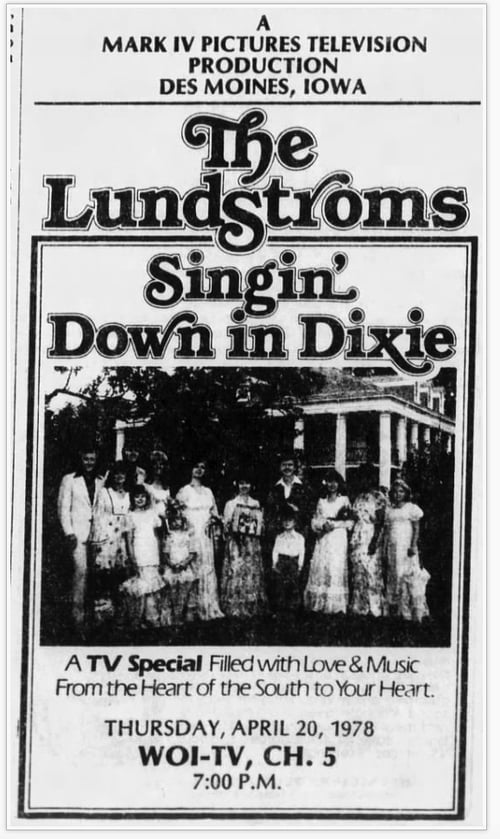 A
MARK IV PICTURES TELEVISION
PRODUCTION
DES MOINES, IOWA
The
Lundstroms
Singin'
Down in Dixie
A TV Special Filled with Love & Music
From the Heart of the South to Your Heart.
THURSDAY, APRIL 20, 1978
WOI-TV, CH. 5
7:00 P.M.